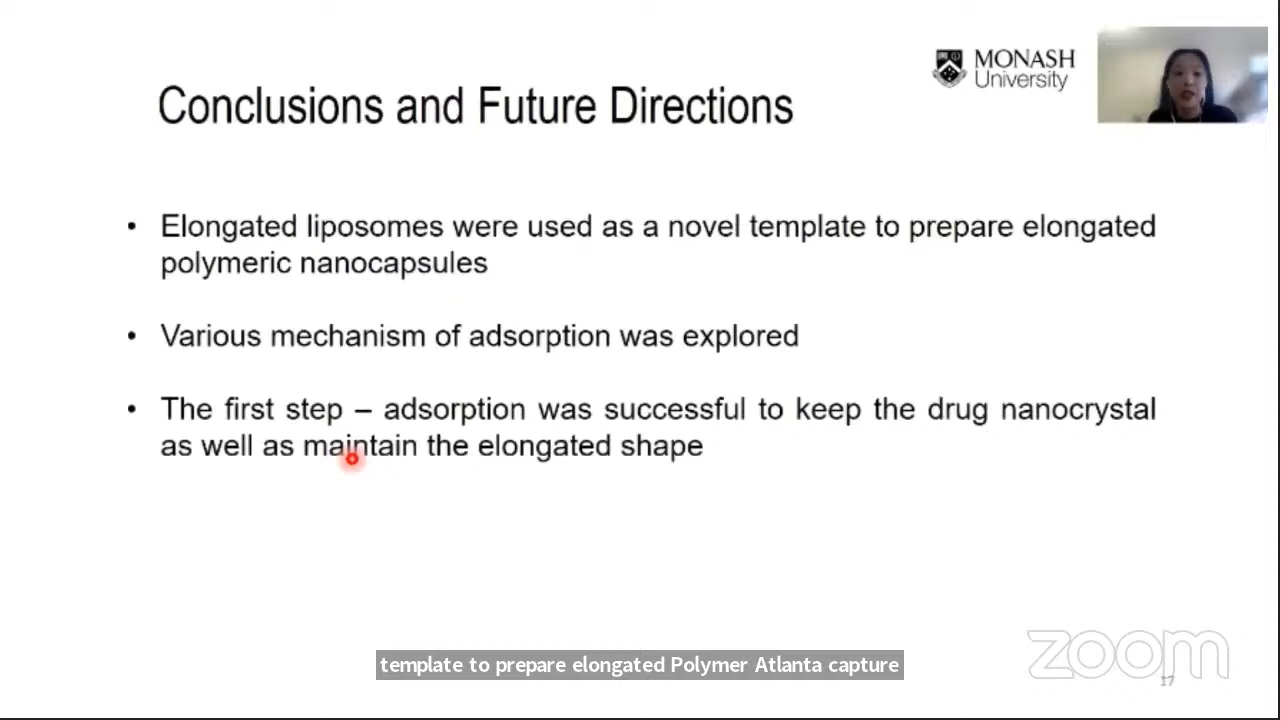 MONASH
University
Conclusions and Future Directions
• Elongated liposomes were used as a novel template to prepare elongated
polymeric nanocapsules
• Various mechanism of adsorption was explored
• The first step – adsorption was successful to keep the drug nanocrystal
as well as maintain the elongated shape
template to prepare elongated Polymer Atlanta capture
zoom
17